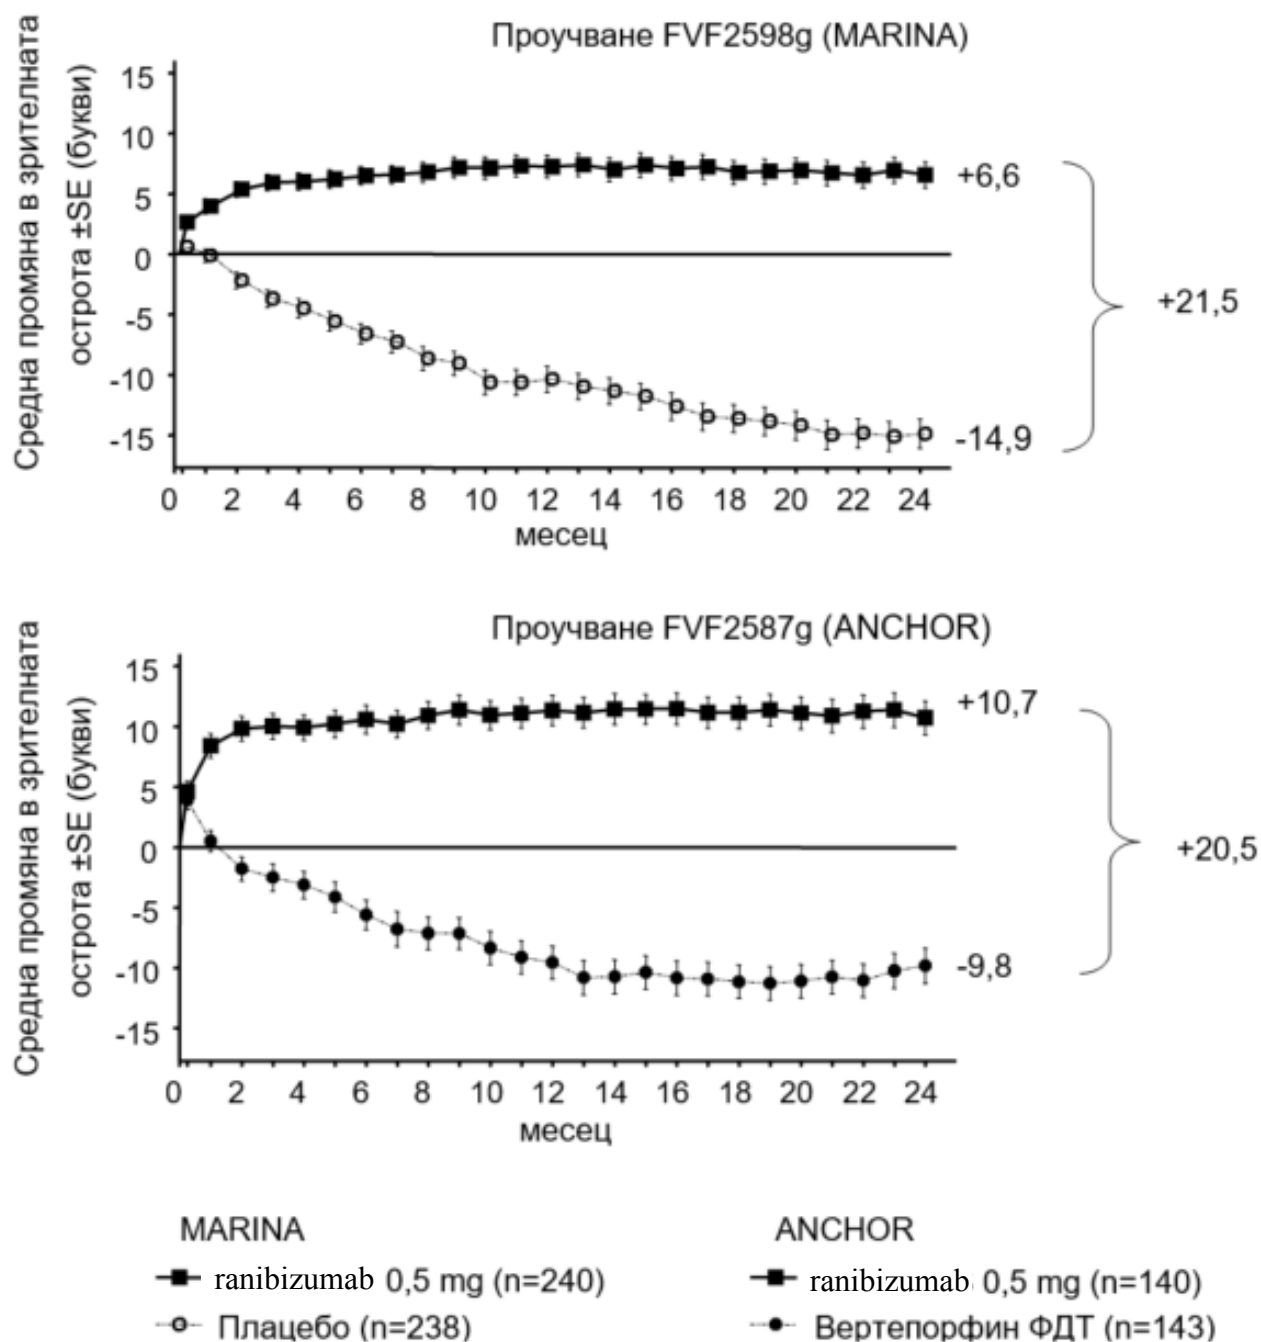 Проучване FVF2598g (MARINA)
Средна промяна в зрителната
острота ±SE (букви)
15
10
5
0
-5
-10
-15
+6,6
-14,9
+21,5
0 2 4 6 8 10 12 14 16 18 20 22 24
месец
Проучване FVF2587g (ANCHOR)
Средна промяна в зрителната
острота ±SE (букви)
15
10
5
0
-5
-10
-15
+10,7
-9,8
+20,5
0 2 4 6 8 10 12 14 16 18 20 22 24
месец
MARINA
ranibizumab 0,5 mg (n=240)
Плацебо (n=238)
ANCHOR
ranibizumab 0,5 mg (n=140)
Вертепорфин ФДТ (n=143)